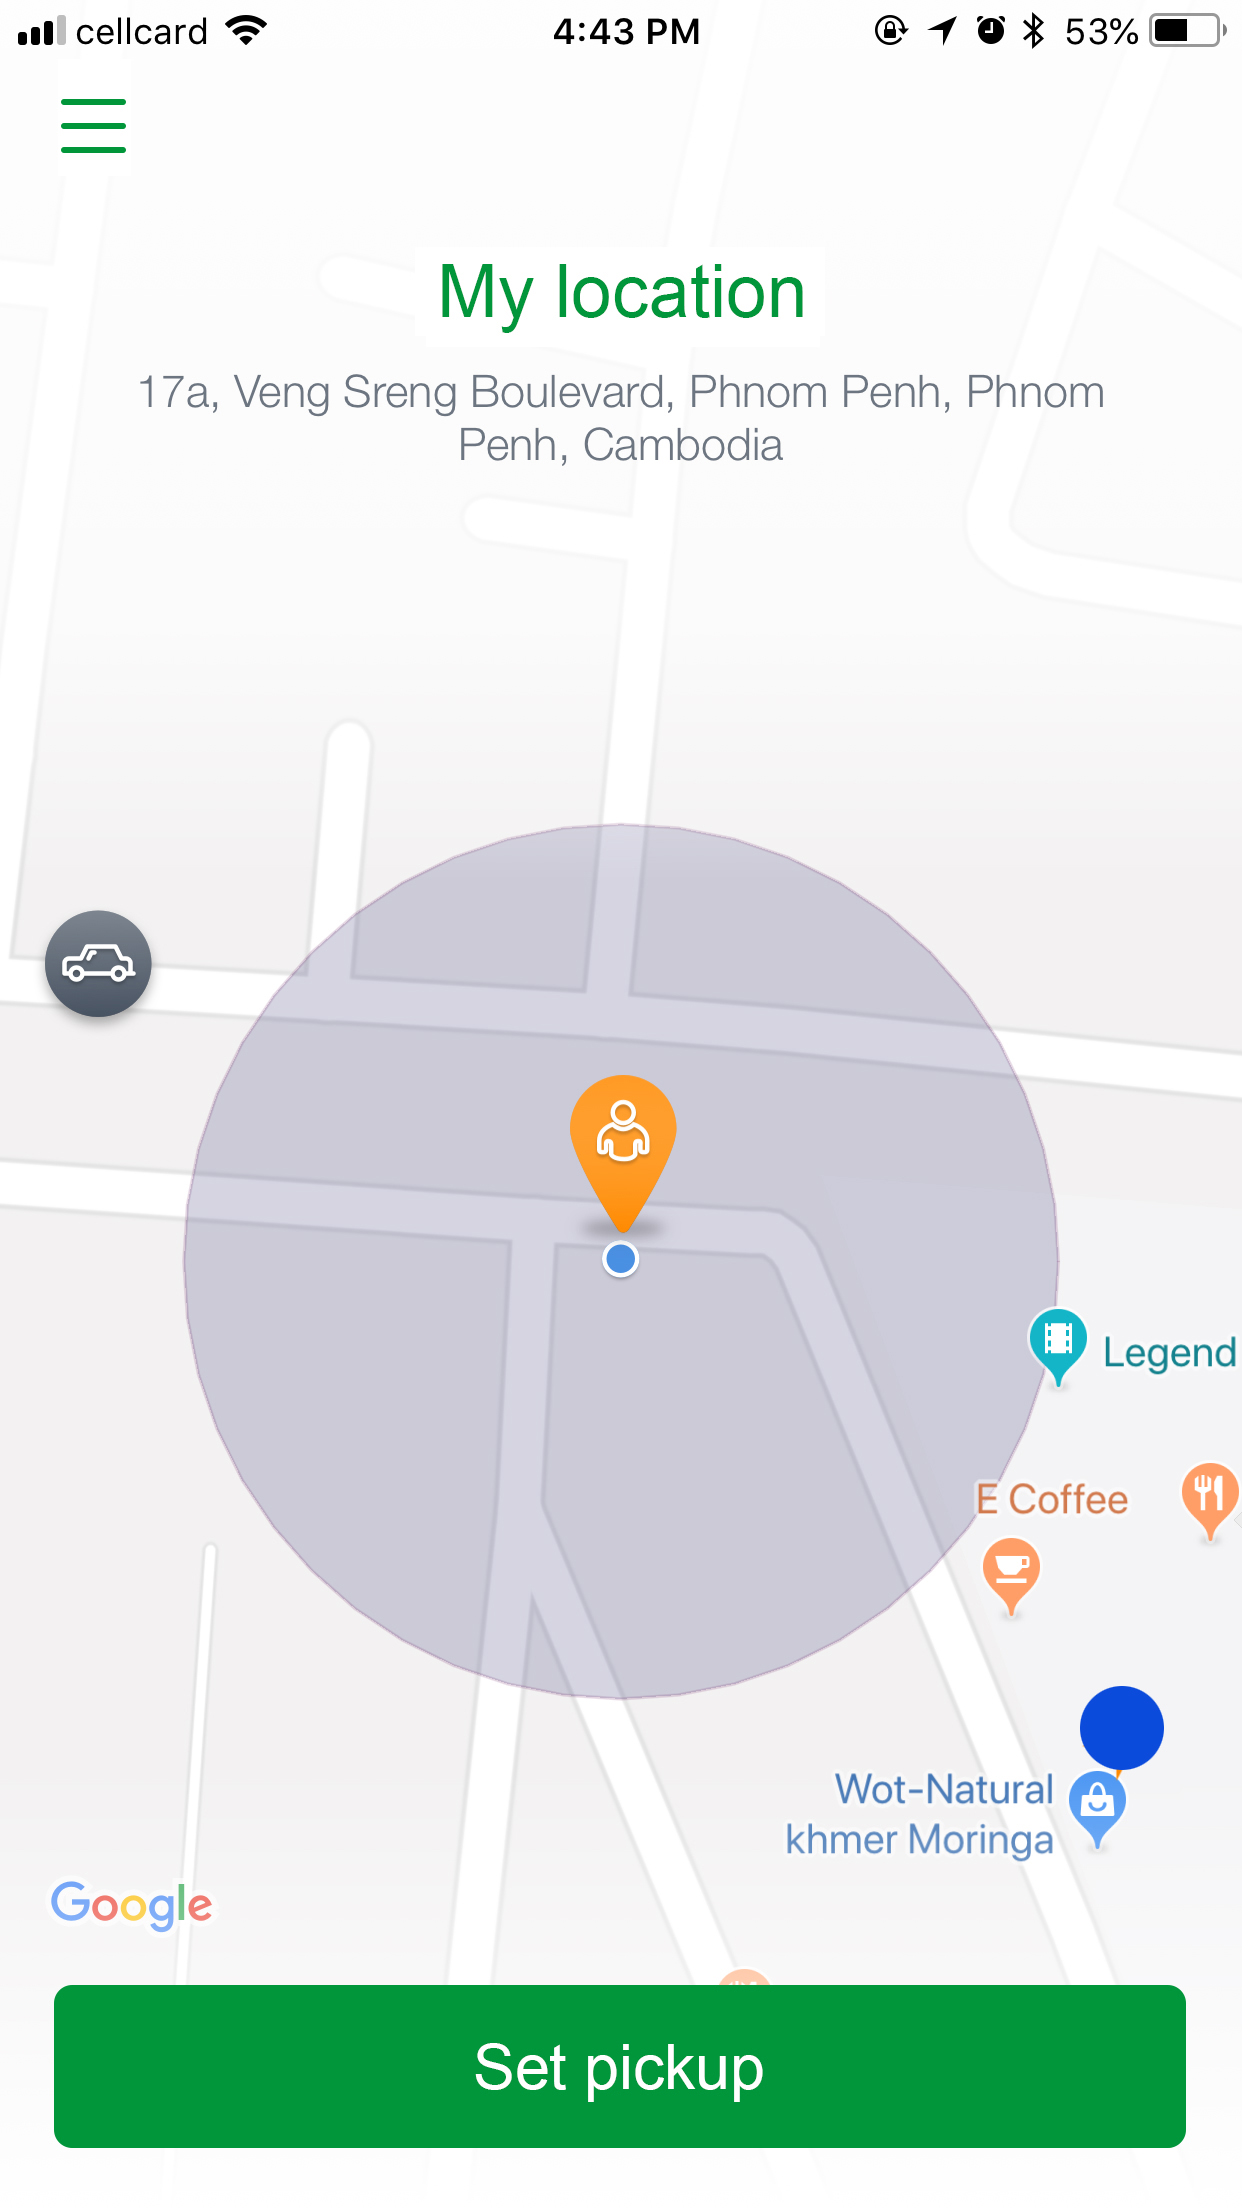 cellcard
4:43 PM
53%
My location
17a, Veng Sreng Boulevard, Phnom Penh, Phnom
Penh, Cambodia
Legend
E Coffee
Wot-Natural
khmer Moringa
Google
Set pickup